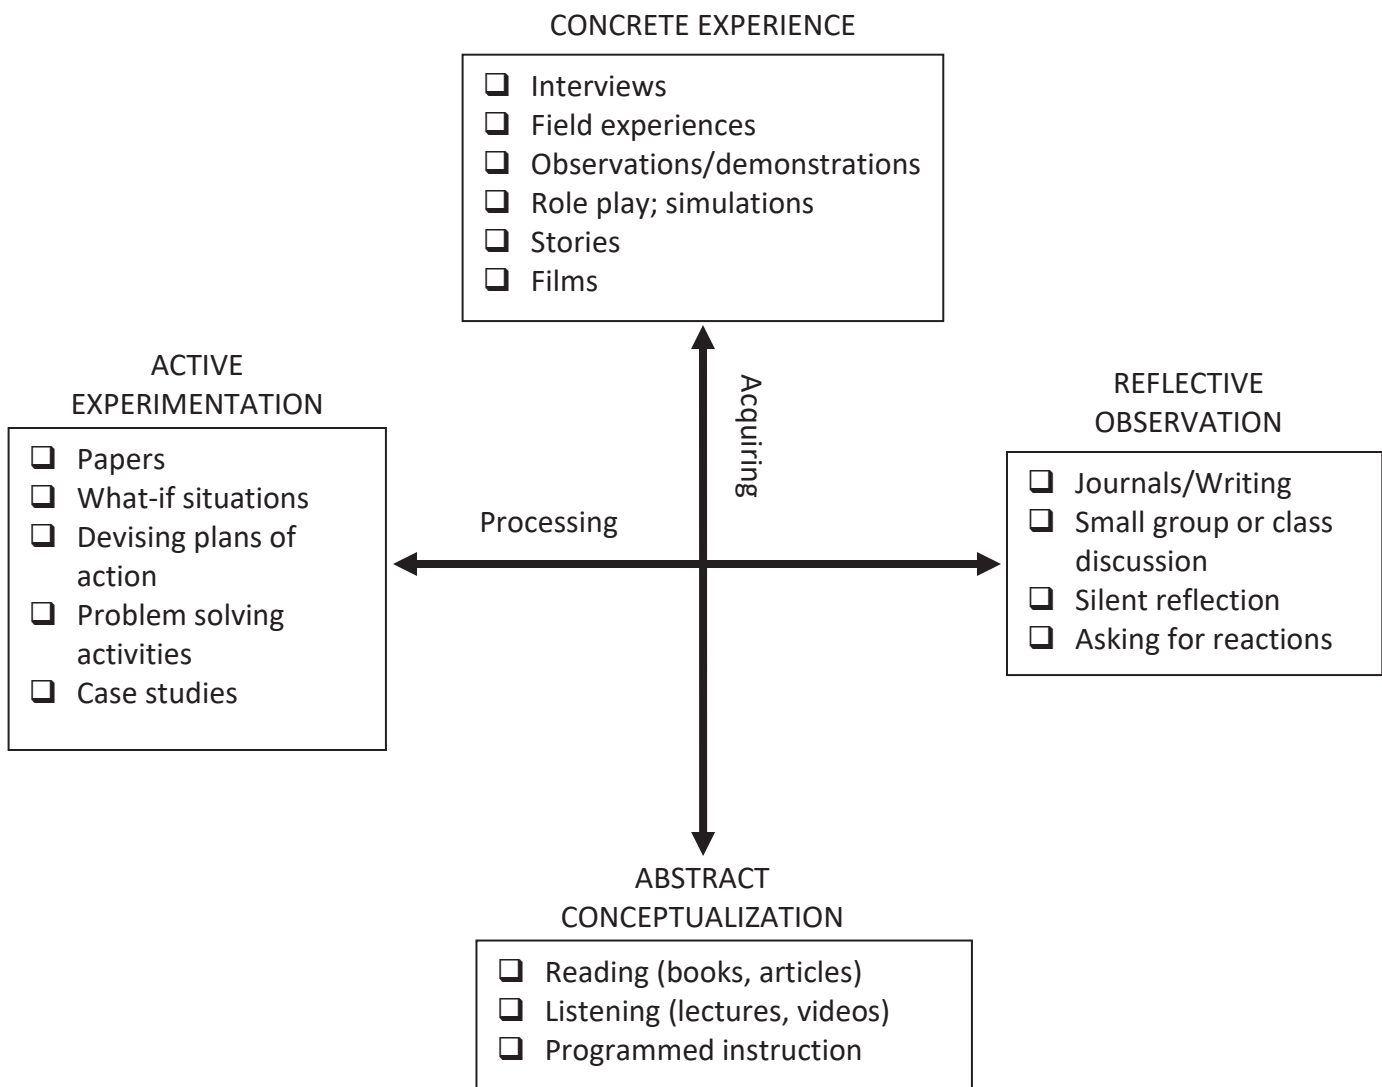 CONCRETE EXPERIENCE
❑ Interviews
❑ Field experiences
❑ Observations/demonstrations
❑ Role play; simulations
❑ Stories
❑ Films
ACTIVE
EXPERIMENTATION
❑ Papers
❑ What-if situations
❑ Devising plans of
action
❑ Problem solving
activities
❑ Case studies
Processing
Acquiring
REFLECTIVE
OBSERVATION
❑ Journals/Writing
❑ Small group or class
discussion
❑ Silent reflection
❑ Asking for reactions
ABSTRACT
CONCEPTUALIZATION
❑ Reading (books, articles)
❑ Listening (lectures, videos)
❑ Programmed instruction